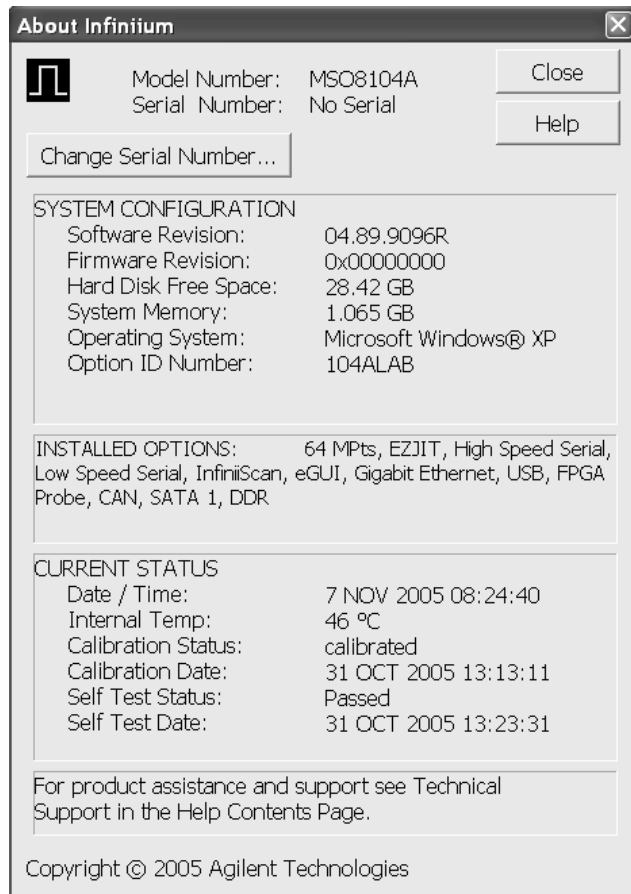 About Infiniium
Model Number: MSO8104A
Close
Serial Number: No Serial
Help
Change Serial Number...
SYSTEM CONFIGURATION
Software Revision: 04.89.9096R
Firmware Revision: 0x00000000
Hard Disk Free Space: 28.42 GB
System Memory: 1.065 GB
Operating System: Microsoft Windows® XP
Option ID Number: 104ALAB
INSTALLED OPTIONS: 64 MPts, EZJIT, High Speed Serial,
Low Speed Serial, InfiniiScan, eGUI, Gigabit Ethernet, USB, FPGA
Probe, CAN, SATA 1, DDR
CURRENT STATUS
Date / Time: 7 NOV 2005 08:24:40
Internal Temp: 46 ºC
Calibration Status: calibrated
Calibration Date: 31 OCT 2005 13:13:11
Self Test Status: Passed
Self Test Date: 31 OCT 2005 13:23:31
For product assistance and support see Technical
Support in the Help Contents Page.
Copyright © 2005 Agilent Technologies